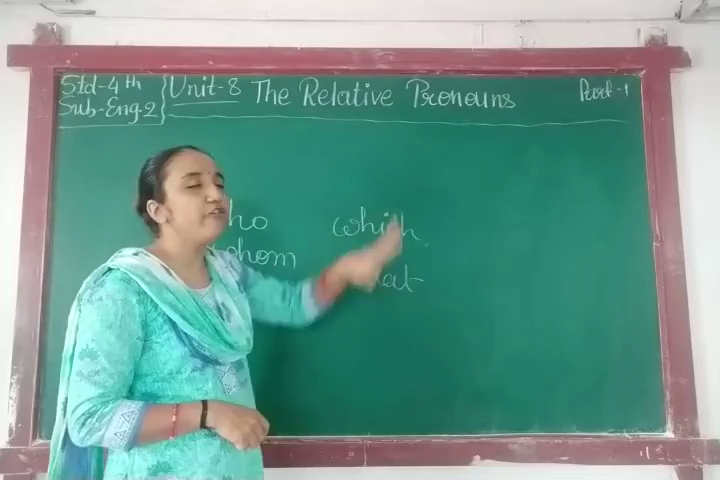 Std-4th
Sub-Eng-2
Unit-8 The Relative Pronouns
Part-1
which